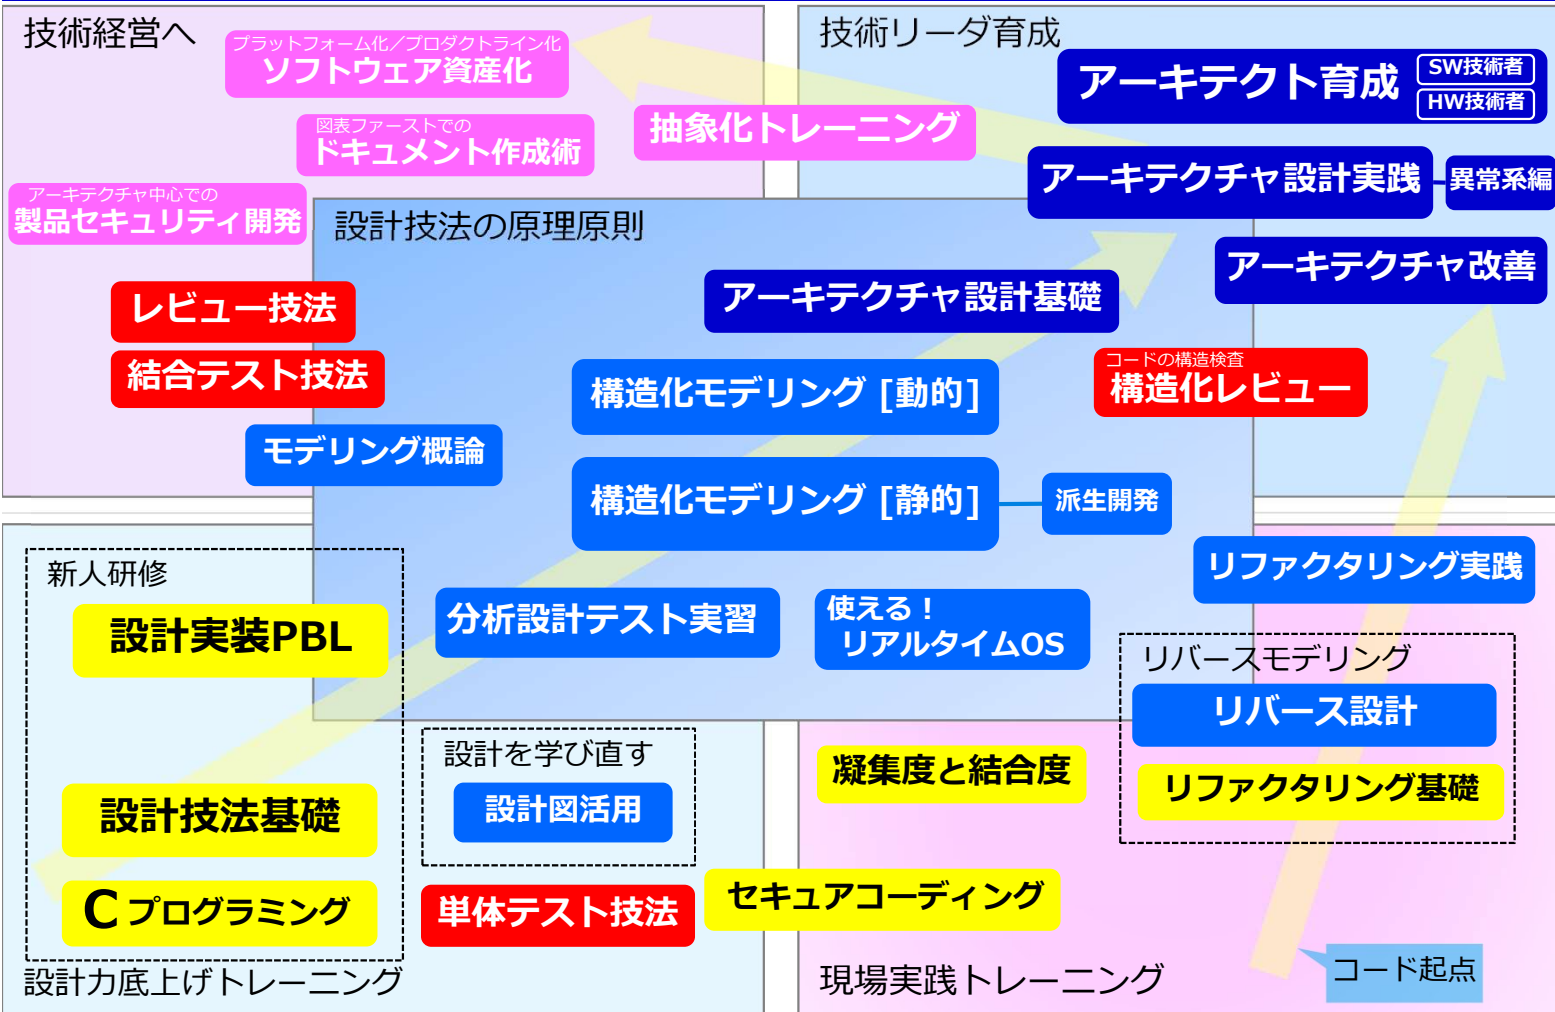 技術経営へ
プラットフォーム化／プロダクトライン化
ソフトウェア資産化
図表ファーストでの
ドキュメント作成術
抽象化トレーニング
アーキテクチャ中心での
製品セキュリティ開発
技術リーダ育成
アーキテクト育成
SW技術者
HW技術者
アーキテクチャ設計実践
異常系編
アーキテクチャ改善
設計技法の原理原則
アーキテクチャ設計基礎
レビュー技法
結合テスト技法
コードの構造検査
構造化レビュー
構造化モデリング [動的]
モデリング概論
構造化モデリング [静的]
派生開発
新人研修
設計実装PBL
分析設計テスト実習
使える！
リアルタイムOS
リファクタリング実践
リバースモデリング
リバース設計
リファクタリング基礎
設計を学び直す
設計図活用
凝集度と結合度
設計技法基礎
Cプログラミング
単体テスト技法
セキュアコーディング
設計力底上げトレーニング
現場実践トレーニング
コード起点